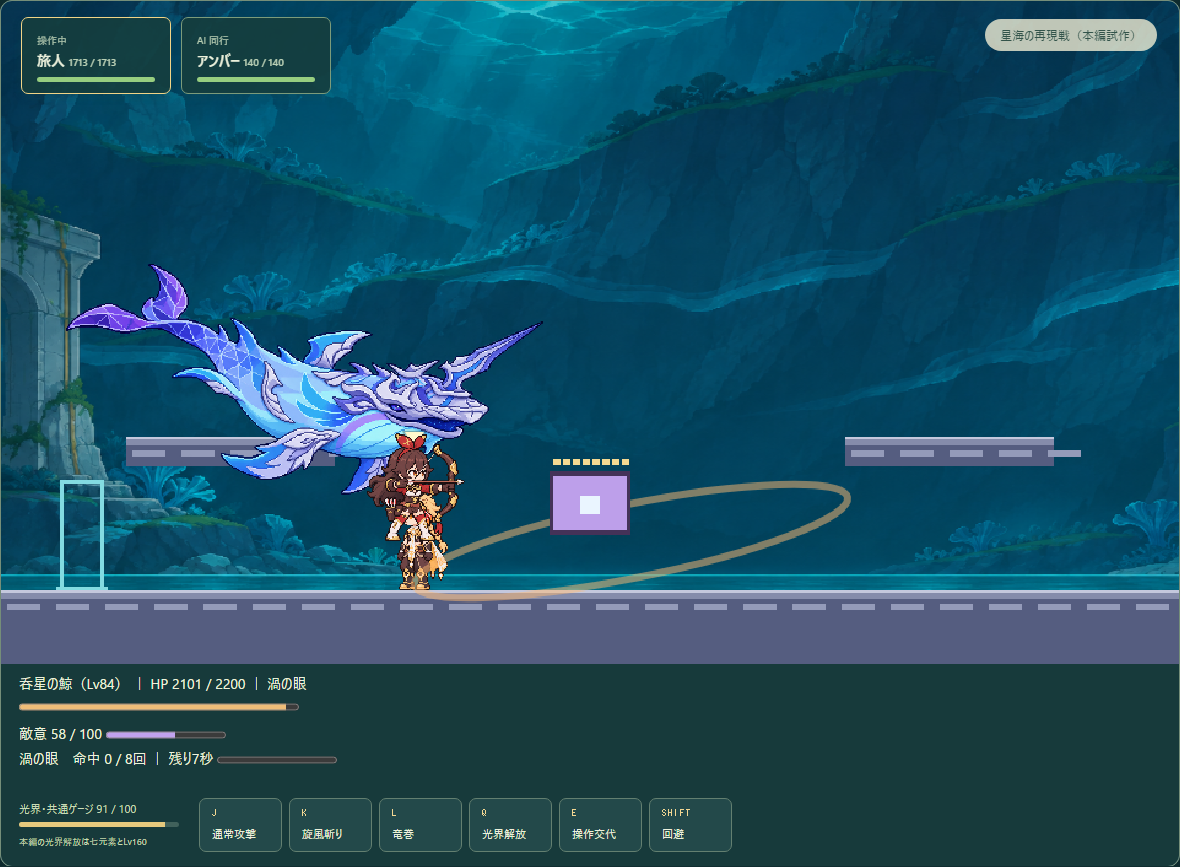 操作中
旅人 1713 / 1713
AI 同行
アンバー 140 / 140
星海の再現戦（本編試作）
呑星の鯨（Lv84）　| HP 2101 / 2200 | 渦の眼
敵意 58 / 100
渦の眼　命中 0 / 8回 | 残り7秒
光界・共通ゲージ 91 / 100
本編の光界解放は七元素とLv160
J
通常攻撃
K
旋風斬り
L
竜巻
Q
光界解放
E
操作交代
SHIFT
回避